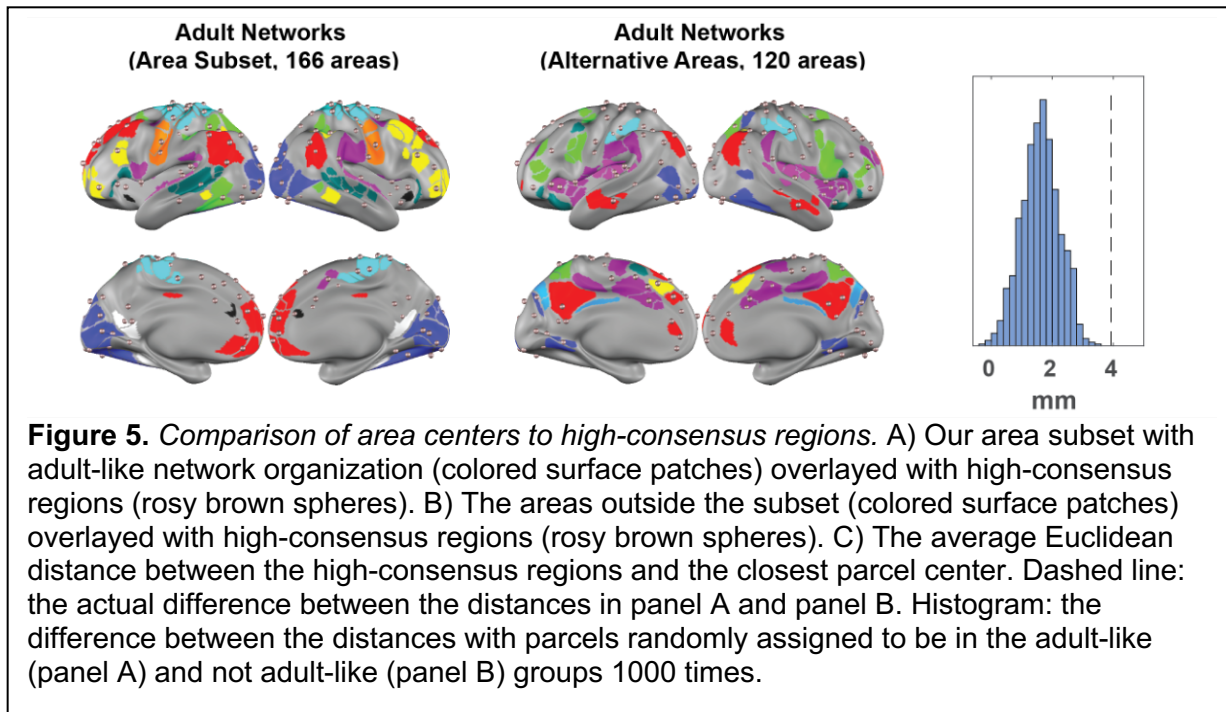 Adult Networks
(Area Subset, 166 areas)
Adult Networks
(Alternative Areas, 120 areas)
0 2 4
mm
Figure 5. Comparison of area centers to high-consensus regions. A) Our area subset with
adult-like network organization (colored surface patches) overlayed with high-consensus
regions (rosy brown spheres). B) The areas outside the subset (colored surface patches)
overlayed with high-consensus regions (rosy brown spheres). C) The average Euclidean
distance between the high-consensus regions and the closest parcel center. Dashed line:
the actual difference between the distances in panel A and panel B. Histogram: the
difference between the distances with parcels randomly assigned to be in the adult-like
(panel A) and not adult-like (panel B) groups 1000 times.